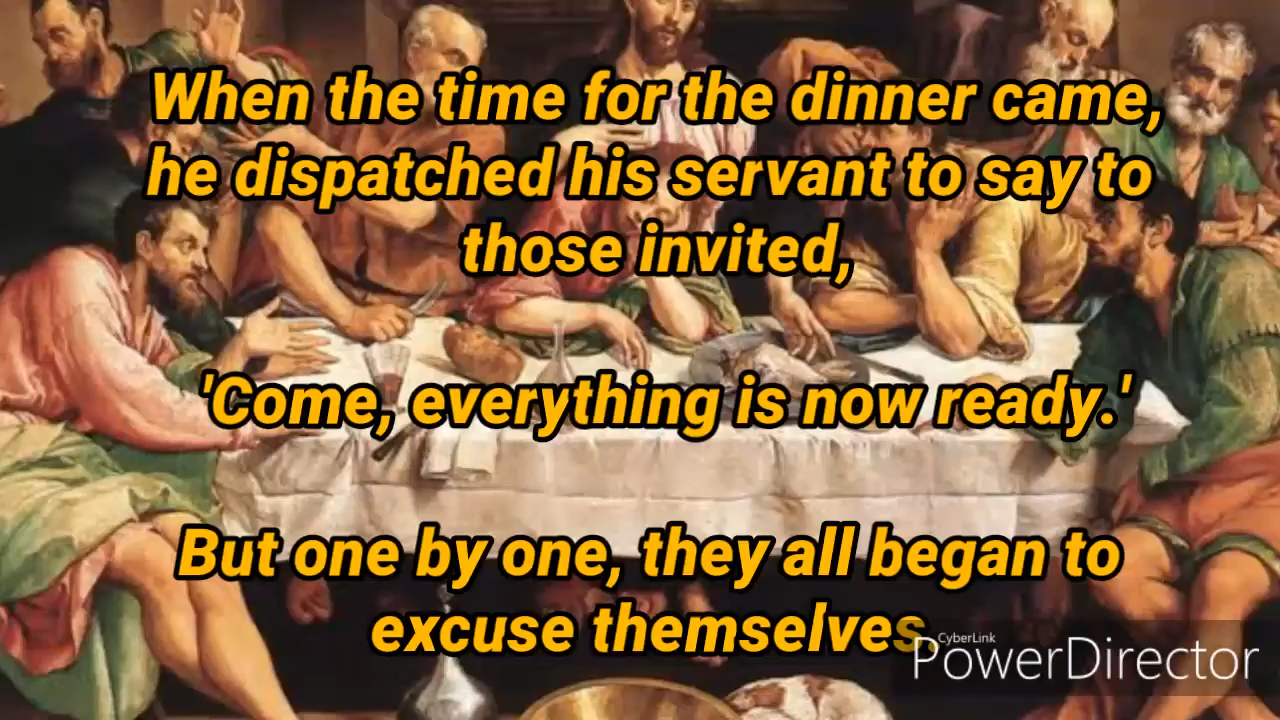 When the time for the dinner came,
he dispatched his servant to say to
those invited,
'Come, everything is now ready.'
But one by one, they all began to
excuse themselves.
CyberLink
PowerDirector